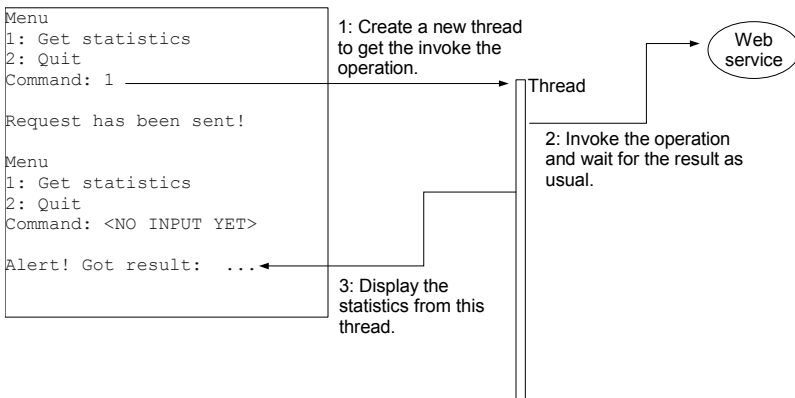 Menu
1: Get statistics
2: Quit
Command: 1
Request has been sent!
Menu
1: Get statistics
2: Quit
Command: <NO INPUT YET>
Alert! Got result:  ...
1: Create a new thread
to get the invoke the
operation.
Thread
Web
service
2: Invoke the operation
and wait for the result as
usual.
3: Display the
statistics from this
thread.